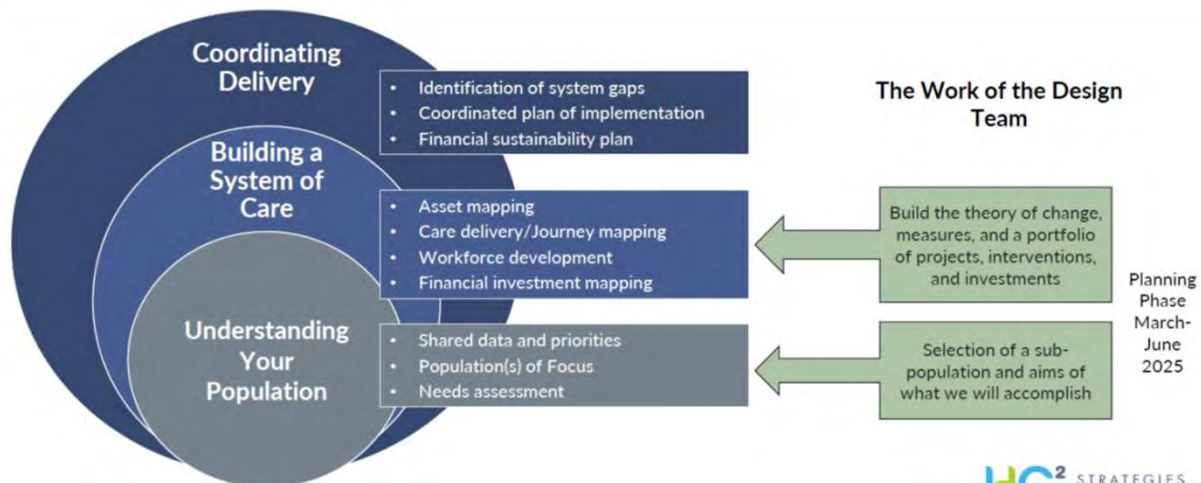 Coordinating
Delivery
• Identification of system gaps
• Coordinated plan of implementation
• Financial sustainability plan
The Work of the Design
Team
Building a
System of
Care
• Asset mapping
• Care delivery/Journey mapping
• Workforce development
• Financial investment mapping
Build the theory of change,
measures, and a portfolio
of projects, interventions,
and investments
Understanding
Your
Population
• Shared data and priorities
• Population(s) of Focus
• Needs assessment
Selection of a sub-
population and aims of
what we will accomplish
Planning
Phase
March-
June
2025
HC² STRATEGIES